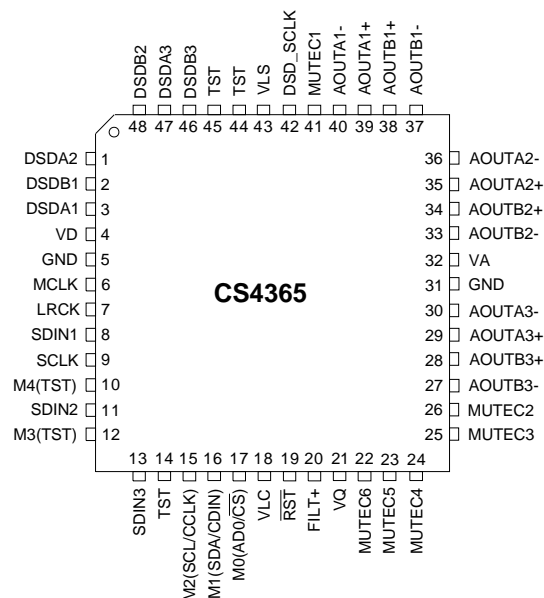 DSDB2
DSDA3
DSDB3
TST
TST
VLS
DSD_SCLK
MUTEC1
AOUTA1-
AOUTA1+
AOUTB1+
AOUTB1-
48 47 46 45 44 43 42 41 40 39 38 37
DSDA2 1
DSDB1 2
DSDA1 3
VD 4
GND 5
MCLK 6
LRCK 7
SDIN1 8
SCLK 9
M4(TST) 10
SDIN2 11
M3(TST) 12
CS4365
36 AOUTA2-
35 AOUTA2+
34 AOUTB2+
33 AOUTB2-
32 VA
31 GND
30 AOUTA3-
29 AOUTA3+
28 AOUTB3+
27 AOUTB3-
26 MUTEC2
25 MUTEC3
13 14 15 16 17 18 19 20 21 22 23 24
SDIN3
TST
M2(SCL/CCLK)
M1(SDA/CDIN)
M0(AD0/CS)
VLC
RST
FILT+
VQ
MUTEC6
MUTEC5
MUTEC4